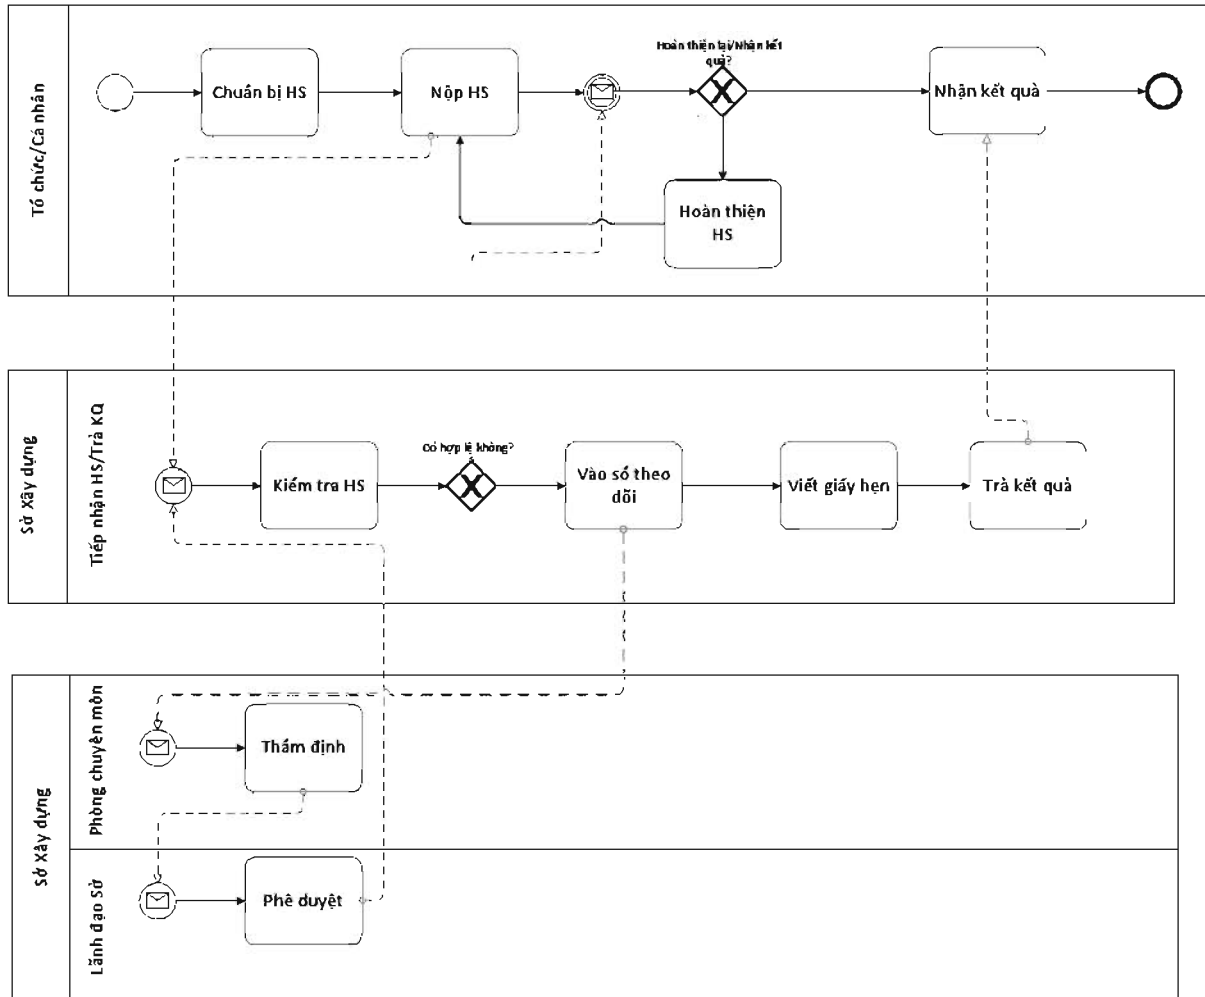 Tổ chức/Cá nhân
Chuẩn bị HS
Nộp HS
Hoàn thiện lại/Nhận kết
quả?
Nhận kết quả
Hoàn thiện
HS
Sở Xây dựng
Tiếp nhận HS/Trả KQ
Kiểm tra HS
Có hợp lệ không?
Vào sổ theo
dõi
Viết giấy hẹn
Trả kết quả
Sở Xây dựng
Phòng chuyên môn
Thẩm định
Lãnh đạo Sở
Phê duyệt